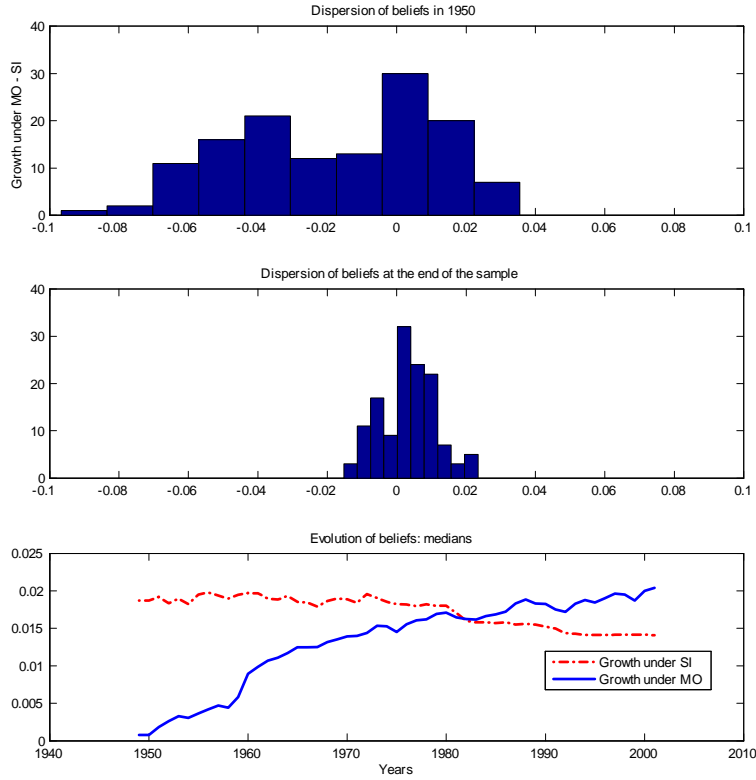 Dispersion of beliefs in 1950
Growth under MO - SI
40
30
20
10
0
-0.1 -0.08 -0.06 -0.04 -0.02 0 0.02 0.04 0.06 0.08 0.1
Dispersion of beliefs at the end of the sample
40
30
20
10
0
-0.1 -0.08 -0.06 -0.04 -0.02 0 0.02 0.04 0.06 0.08 0.1
Evolution of beliefs: medians
0.025
0.02
0.015
0.01
0.005
0
Growth under SI
Growth under MO
1940 1950 1960 1970 1980 1990 2000 2010
Years